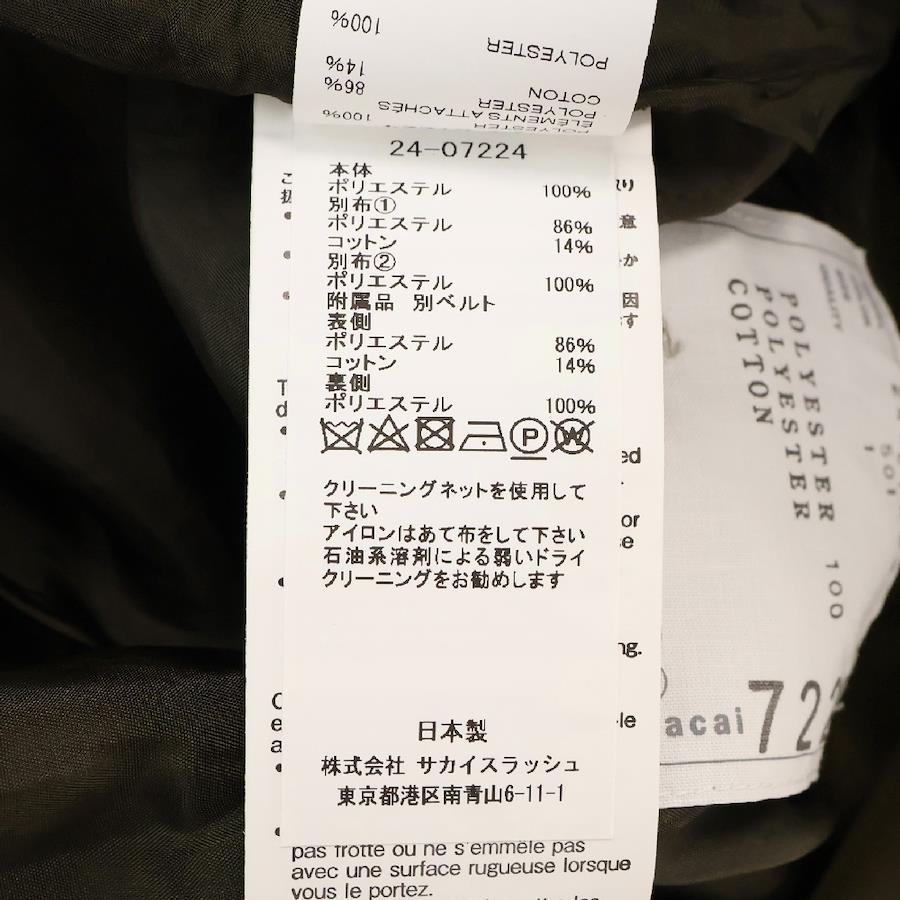 100%
POLYESTER
14%
COTON
86%
POLYESTER
ÉLÉMENTS ATTACHÉS
100%
POLYESTER
24-07224
本体
ポリエステル 100%
別布①
ポリエステル 86%
コットン 14%
別布②
ポリエステル 100%
附属品 別ベルト
表側
ポリエステル 86%
コットン 14%
裏側
ポリエステル 100%
P
W
クリーニングネットを使用して
下さい
アイロンはあて布をして下さい
石油系溶剤による弱いドライ
クリーニングをお勧めします
日本製
株式会社 サカイスラッシュ
東京都港区南青山6-11-1
pas frotte ou ne s'emmêle pas
avec une surface rugueuse lorsque
vous le portez.
POLYESTER 100
POLYESTER
COTTON
acai 722